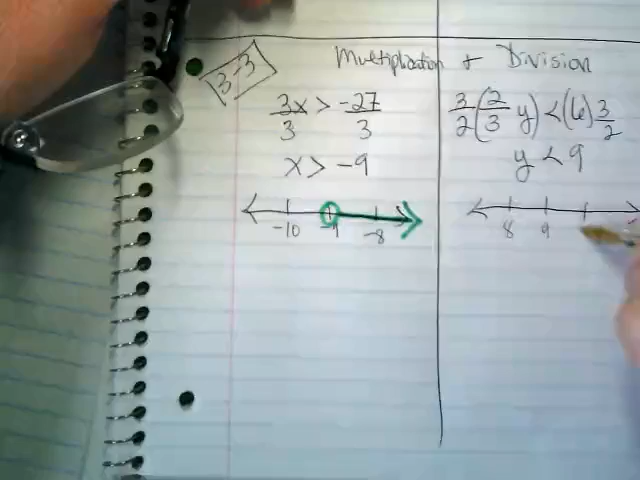 3-3
Multiplication + Division
3x/3 > -27/3
x > -9
-10 -9 -8
3/2(2/3 y) < (6)3/2
y < 9
8 9